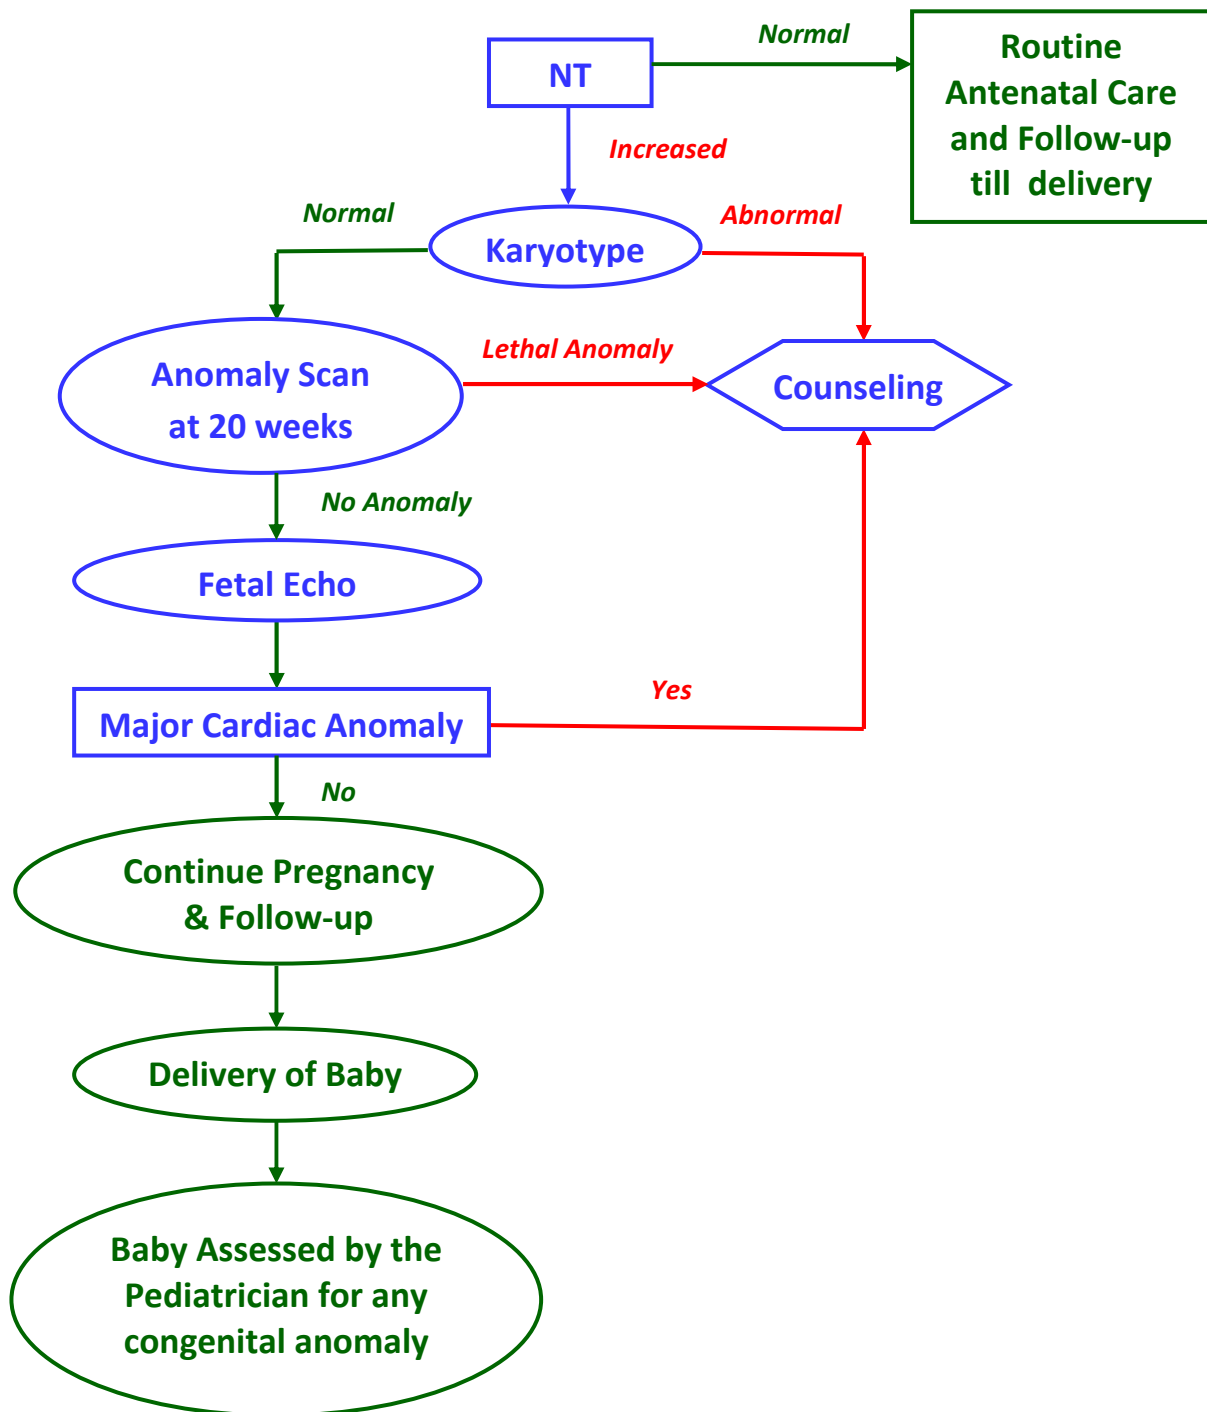 Normal
NT
Routine
Antenatal Care
and Follow-up
till delivery
Increased
Normal
Abnormal
Karyotype
Anomaly Scan
at 20 weeks
Lethal Anomaly
Counseling
No Anomaly
Fetal Echo
Major Cardiac Anomaly
Yes
No
Continue Pregnancy
& Follow-up
Delivery of Baby
Baby Assessed by the
Pediatrician for any
congenital anomaly